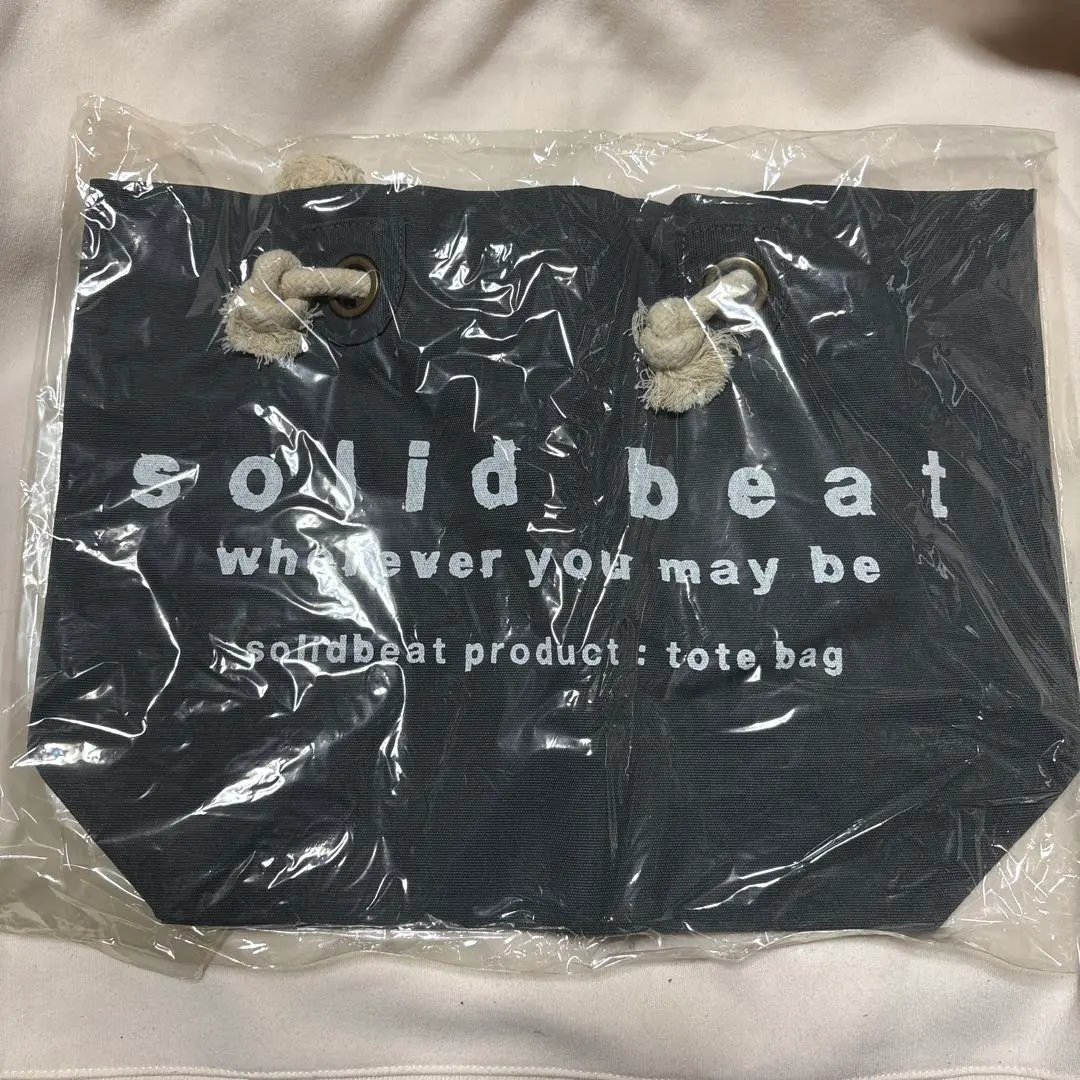 solid beat
wherever you may be
solidbeat product : tote bag